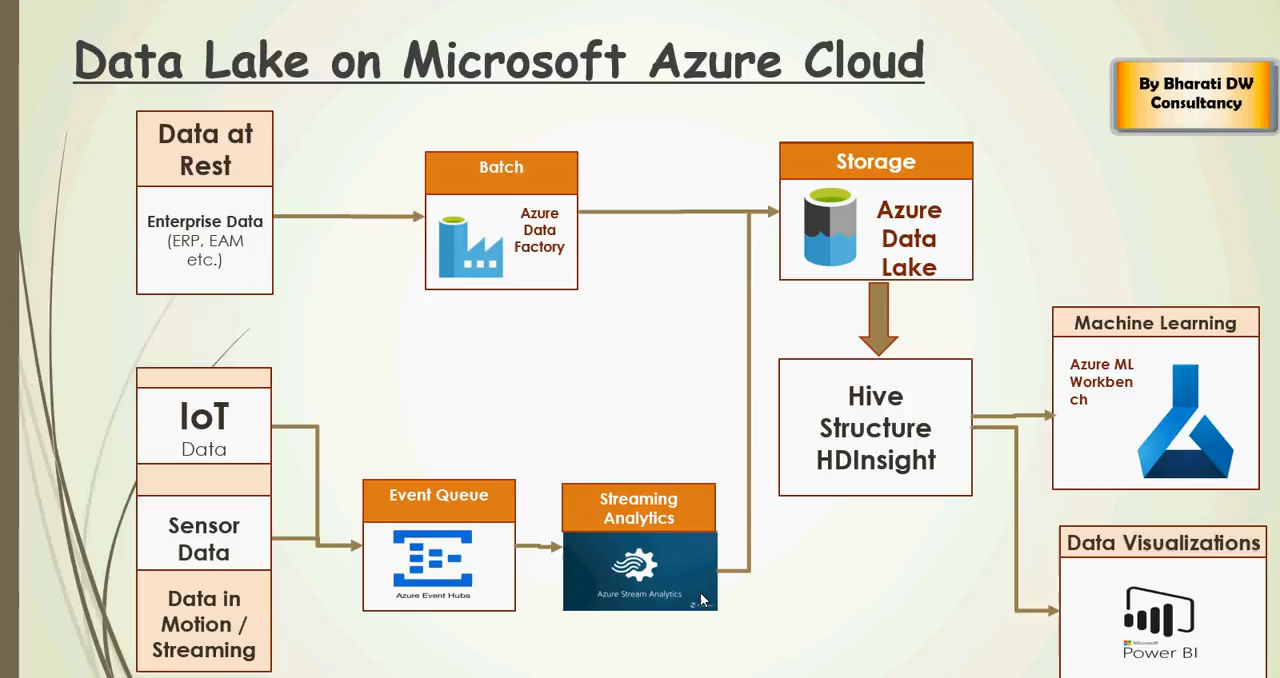 Data Lake on Microsoft Azure Cloud
By Bharati DW
Consultancy
Data at
Rest
Enterprise Data
(ERP, EAM
etc.)
Batch
Azure
Data
Factory
Storage
Azure
Data
Lake
IoT
Data
Sensor
Data
Data in
Motion /
Streaming
Event Queue
Azure Event Hubs
Streaming
Analytics
Azure Stream Analytics
Hive
Structure
HDInsight
Machine Learning
Azure ML
Workben
ch
Data Visualizations
Microsoft
Power BI